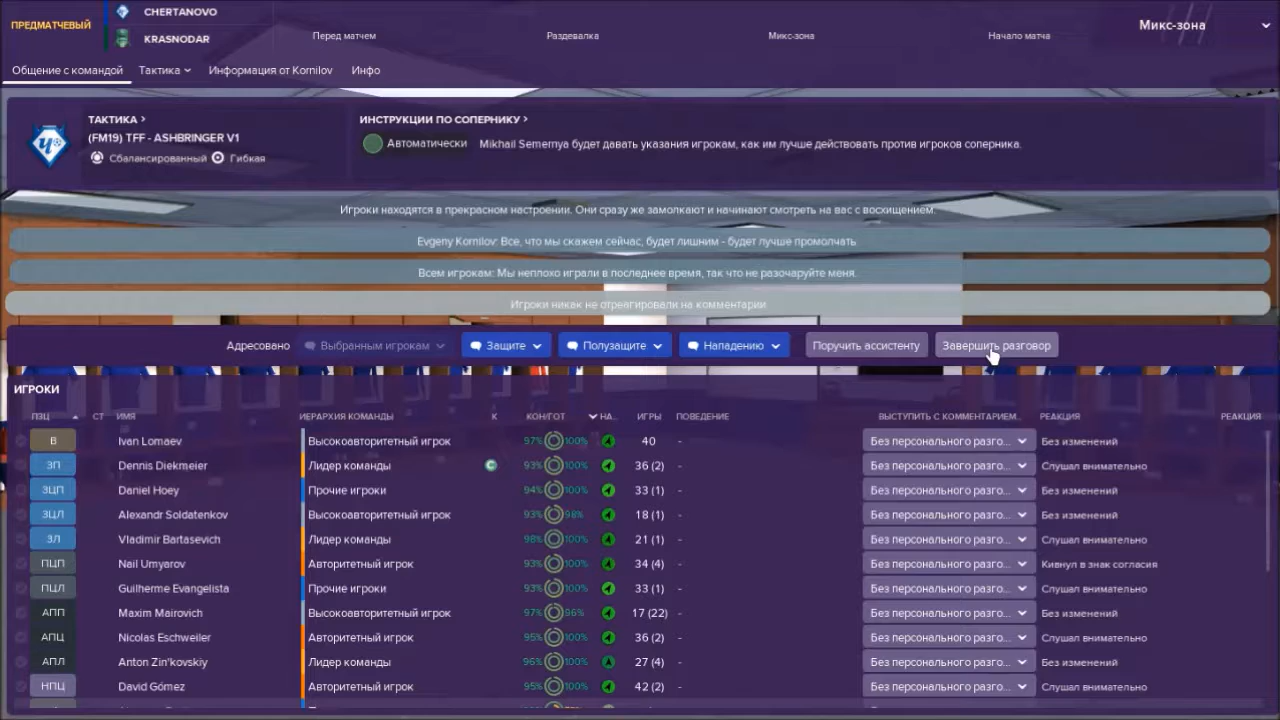 ПРЕДМАТЧЕВЫЙ
CHERTANOVO
KRASNODAR
Перед матчем
Раздевалка
Микс-зона
Начало матча
Микс-зона
Общение с командой
Тактика
Информация от Kornilov
Инфо
ТАКТИКА >
(FM19) TFF - ASHBRINGER V1
Сбалансированный
Гибкая
ИНСТРУКЦИИ ПО СОПЕРНИКУ >
Автоматически
Mikhail Semernya будет давать указания игрокам, как им лучше действовать против игроков соперника.
Игроки находятся в прекрасном настроении. Они сразу же замолкают и начинают смотреть на вас с восхищением.
Evgeny Kornilov: Все, что мы скажем сейчас, будет лишним - будет лучше промолчать
Всем игрокам: Мы неплохо играли в последнее время, так что не разочаруйте меня.
Игроки никак не отреагировали на комментарии
Адресовано Выбранным игрокам Защите Полузащите Нападению Поручить ассистенту Завершить разговор
ИГРОКИ
ПЗЦ СТ ИМЯ ИЕРАРХИЯ КОМАНДЫ К КОН/ГОТ НА... ИГРЫ ПОВЕДЕНИЕ ВЫСТУПИТЬ С КОММЕНТАРИЕМ... РЕАКЦИЯ РЕАКЦИЯ
В Ivan Lomaev Высокоавторитетный игрок 97% 100% 40 - Без персонального разго... Без изменений
ЗП Dennis Diekmeier Лидер команды C 93% 100% 36 (2) - Без персонального разго... Слушал внимательно
ЗЦП Daniel Hoey Прочие игроки 94% 100% 33 (1) - Без персонального разго... Без изменений
ЗЦЛ Alexandr Soldatenkov Высокоавторитетный игрок 93% 98% 18 (1) - Без персонального разго... Без изменений
ЗЛ Vladimir Bartasevich Лидер команды 98% 100% 21 (1) - Без персонального разго... Слушал внимательно
ПЦП Nail Umyarov Авторитетный игрок 93% 100% 34 (4) - Без персонального разго... Кивнул в знак согласия
ПЦЛ Guilherme Evangelista Прочие игроки 93% 100% 33 (1) - Без персонального разго... Слушал внимательно
АПП Maxim Mairovich Высокоавторитетный игрок 97% 96% 17 (22) - Без персонального разго... Без изменений
АПЦ Nicolas Eschweiler Авторитетный игрок 95% 100% 36 (2) - Без персонального разго... Слушал внимательно
АПЛ Anton Zin'kovskiy Лидер команды 96% 100% 27 (4) - Без персонального разго... Без изменений
НПЦ David Gómez Авторитетный игрок 95% 100% 42 (2) - Без персонального разго... Слушал внимательно